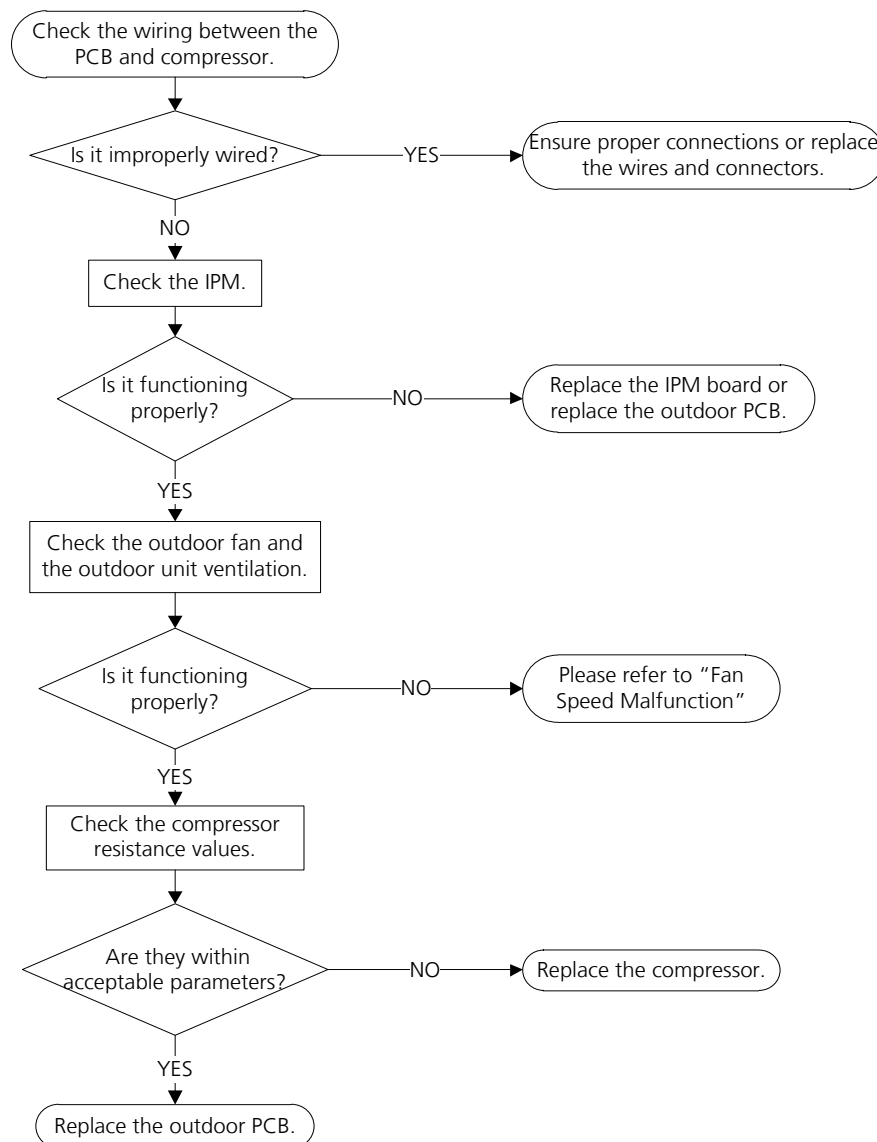 Check the wiring between the
PCB and compressor.
Is it improperly wired?
YES
Ensure proper connections or replace
the wires and connectors.
NO
Check the IPM.
Is it functioning
properly?
NO
Replace the IPM board or
replace the outdoor PCB.
YES
Check the outdoor fan and
the outdoor unit ventilation.
Is it functioning
properly?
NO
Please refer to “Fan
Speed Malfunction”
YES
Check the compressor
resistance values.
Are they within
acceptable parameters?
NO
Replace the compressor.
YES
Replace the outdoor PCB.